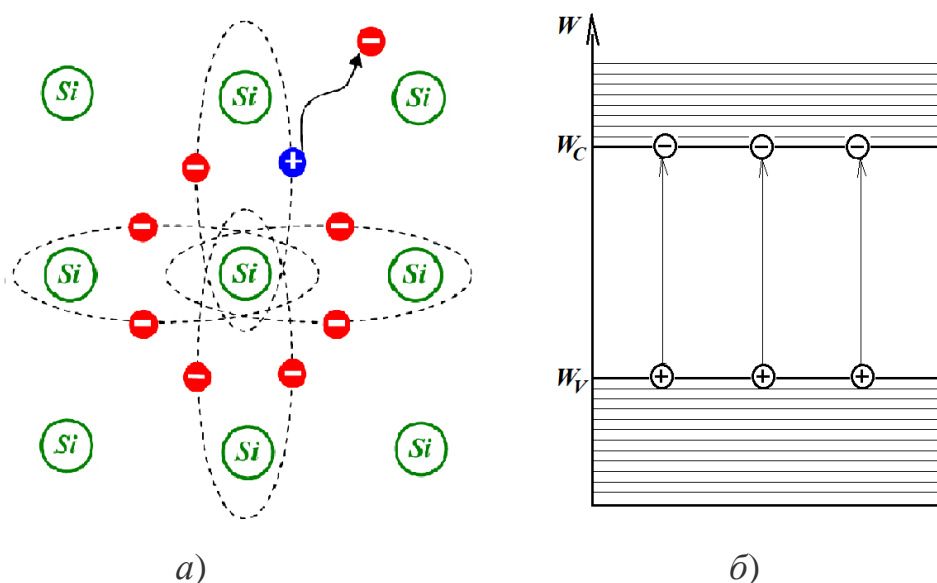 Si Si Si
Si Si Si
Si Si Si
W
W_C
W_V
а) б)